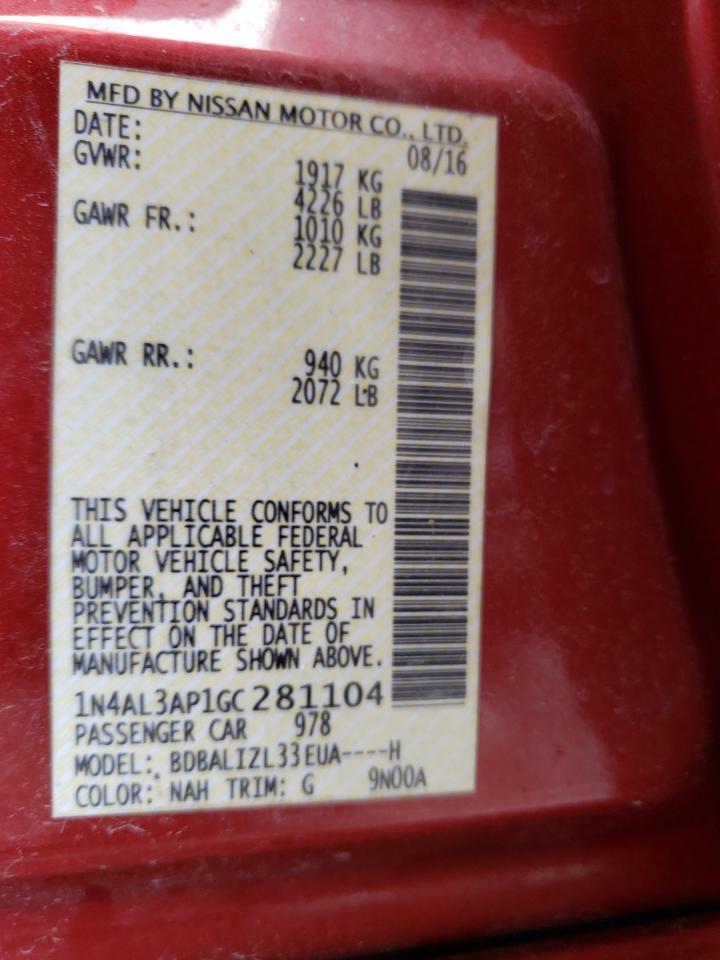 MFD BY NISSAN MOTOR CO., LTD.
DATE: 08/16
GVWR: 1917 KG
4226 LB
GAWR FR.: 1010 KG
2227 LB
GAWR RR.: 940 KG
2072 LB
THIS VEHICLE CONFORMS TO
ALL APPLICABLE FEDERAL
MOTOR VEHICLE SAFETY,
BUMPER, AND THEFT
PREVENTION STANDARDS IN
EFFECT ON THE DATE OF
MANUFACTURE SHOWN ABOVE.
1N4AL3AP1GC281104
PASSENGER CAR 978
MODEL: BDBALIZL33EUA----H
COLOR: NAH TRIM: G 9N00A